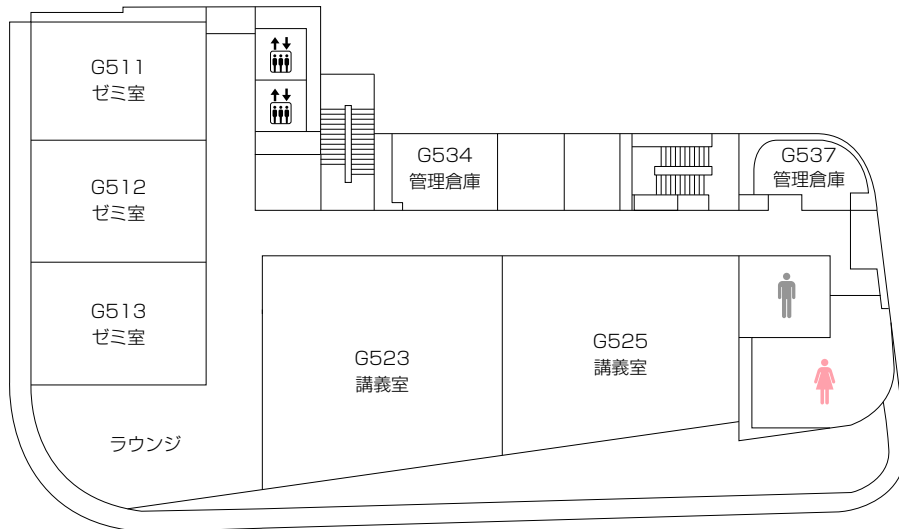 G511
ゼミ室
G512
ゼミ室
G513
ゼミ室
ラウンジ
G534
管理倉庫
G537
管理倉庫
G523
講義室
G525
講義室